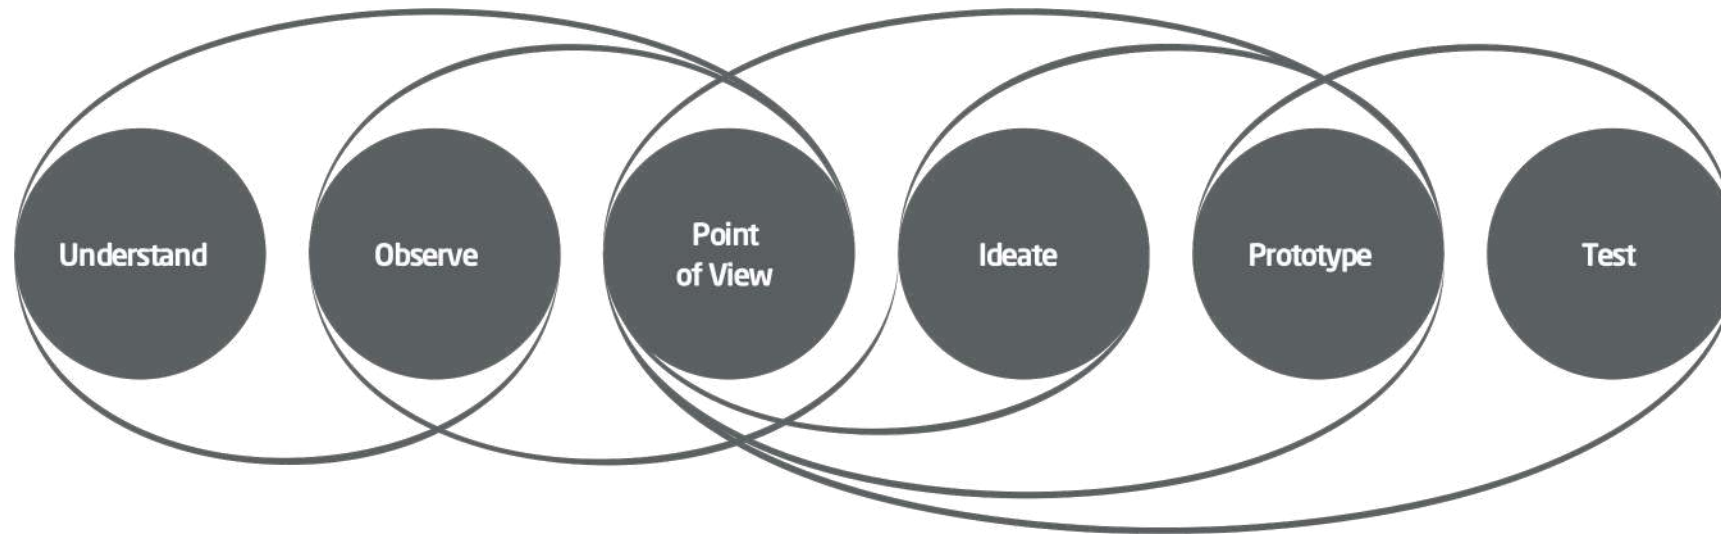 Understand
Observe
Point
of View
Ideate
Prototype
Test